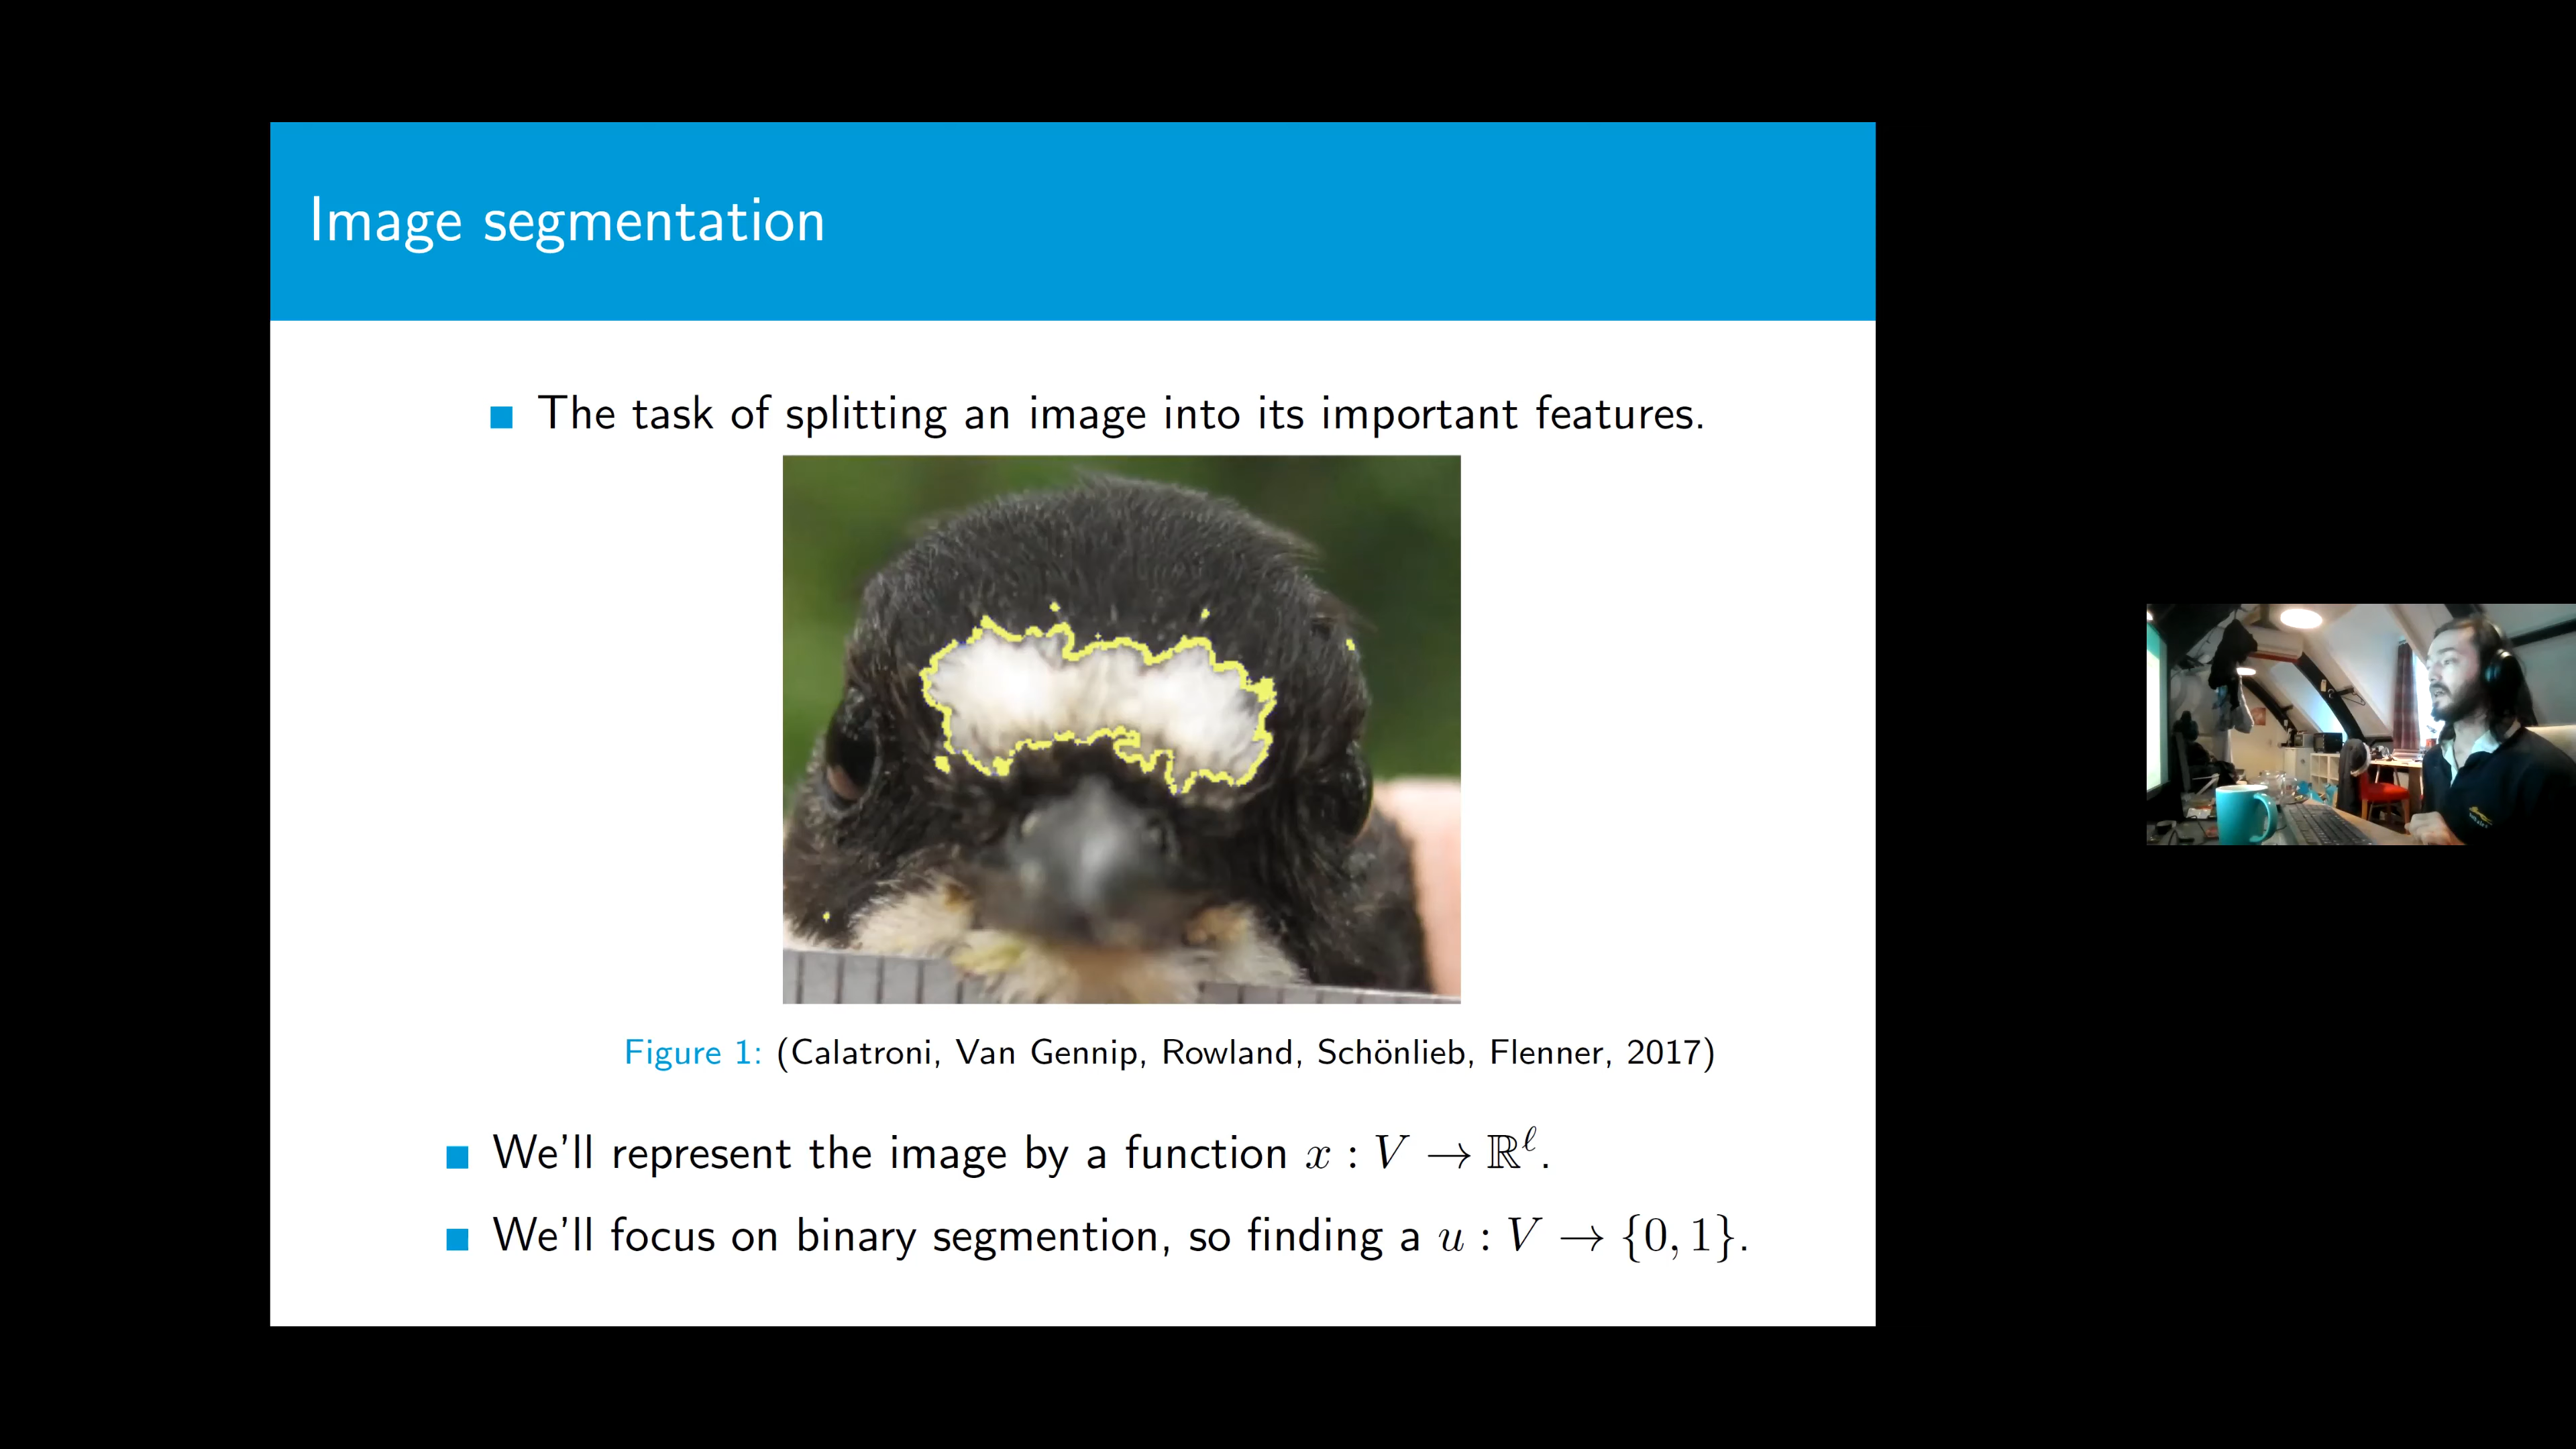 Image segmentation
■ The task of splitting an image into its important features.
Figure 1: (Calatroni, Van Gennip, Rowland, Schönlieb, Flenner, 2017)
■ We'll represent the image by a function x : V → ℝ^ℓ.
■ We'll focus on binary segmention, so finding a u : V → {0, 1}.